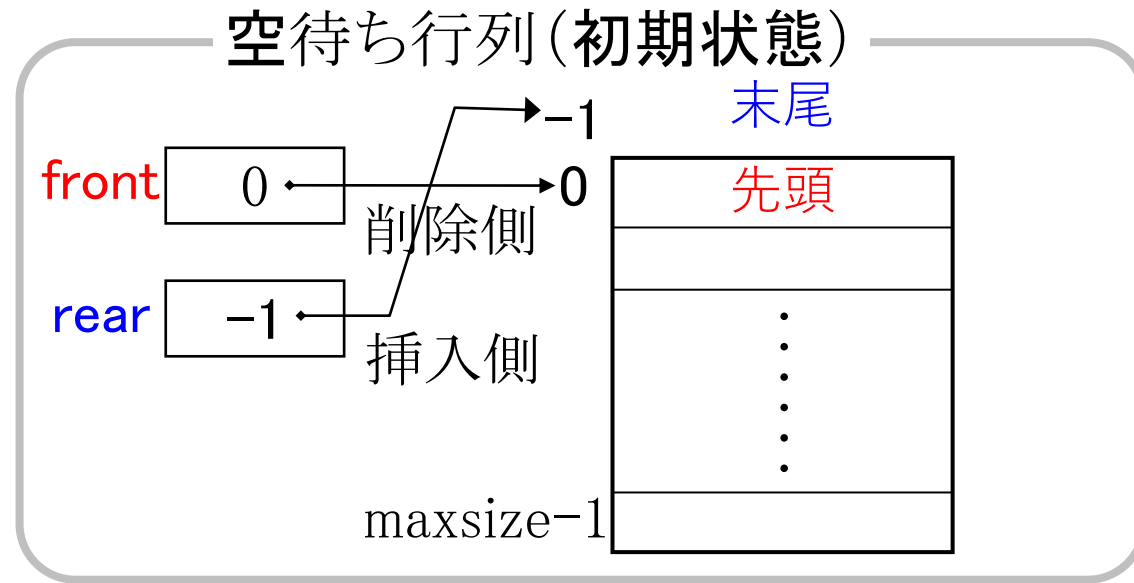 空待ち行列(初期状態)
-1
末尾
front
0
0
先頭
削除側
rear
-1
挿入側
maxsize-1